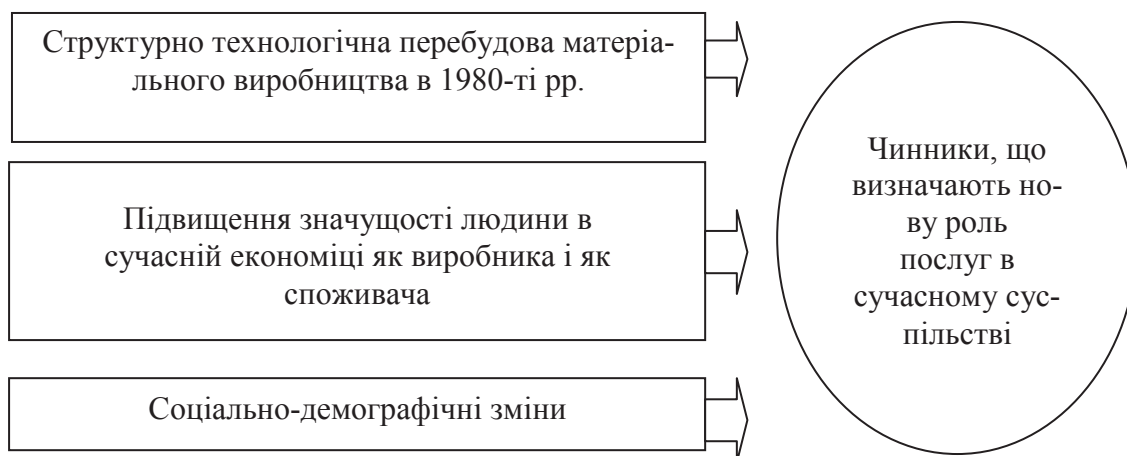 Структурно технологічна перебудова матеріа-
льного виробництва в 1980-ті рр.
Підвищення значущості людини в
сучасній економіці як виробника і як
споживача
Соціально-демографічні зміни
Чинники, що
визначають но-
ву роль
послуг в
сучасному сус-
пільстві